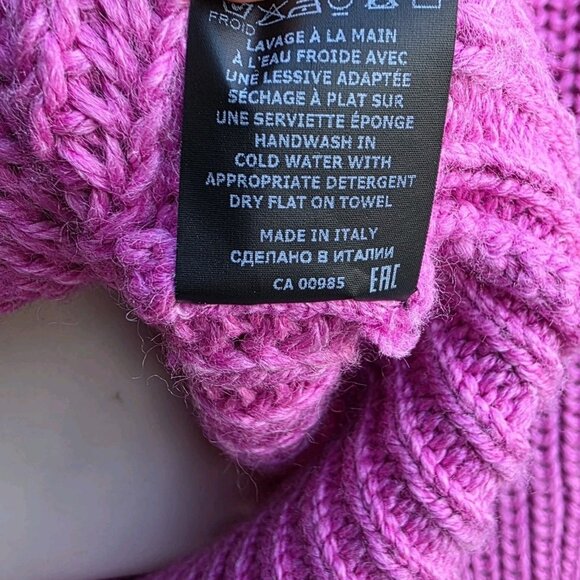 FROID
LAVAGE À LA MAIN
À L'EAU FROIDE AVEC
UNE LESSIVE ADAPTÉE
SÉCHAGE À PLAT SUR
UNE SERVIETTE ÉPONGE
HANDWASH IN
COLD WATER WITH
APPROPRIATE DETERGENT
DRY FLAT ON TOWEL
MADE IN ITALY
СДЕЛАНО В ИТАЛИИ
CA 00985 EAC